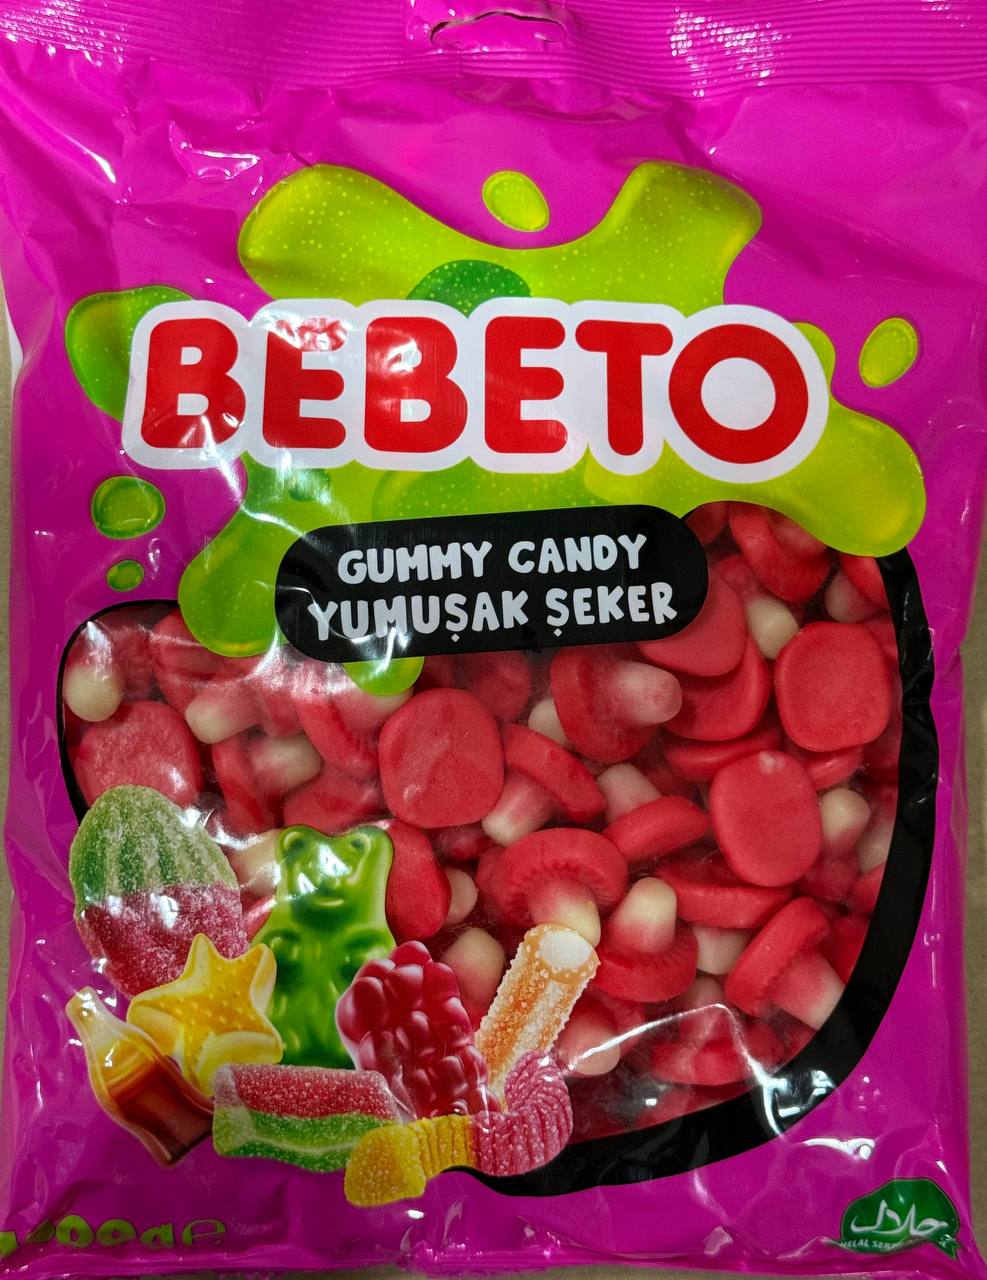 BEBETO
GUMMY CANDY
YUMUŞAK ŞEKER
حلال